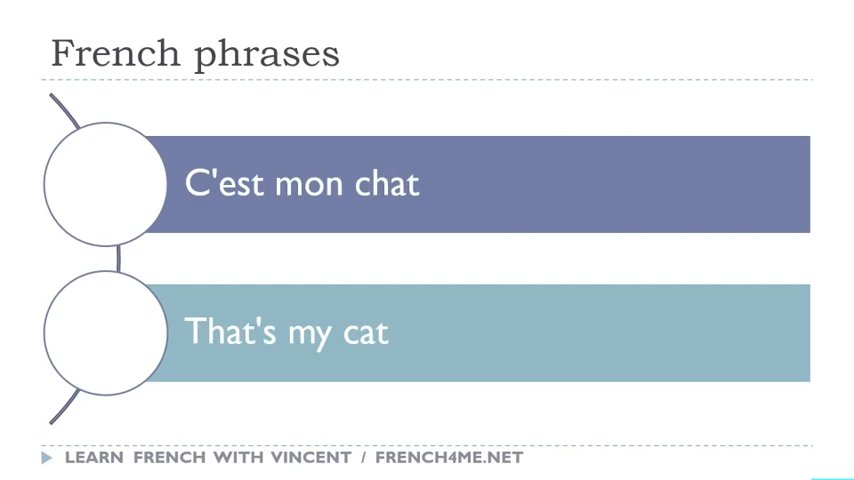 French phrases
C'est mon chat
That's my cat
LEARN FRENCH WITH VINCENT / FRENCH4ME.NET